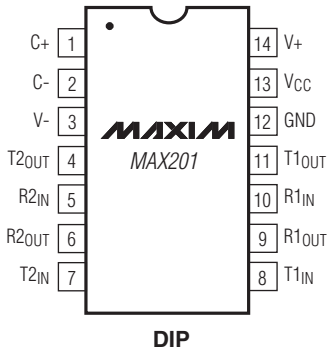 C+ 1 14 V+
C- 2 13 VCC
V- 3 MAXIM 12 GND
T2OUT 4 MAX201 11 T1OUT
R2IN 5 10 R1IN
R2OUT 6 9 R1OUT
T2IN 7 8 T1IN
DIP